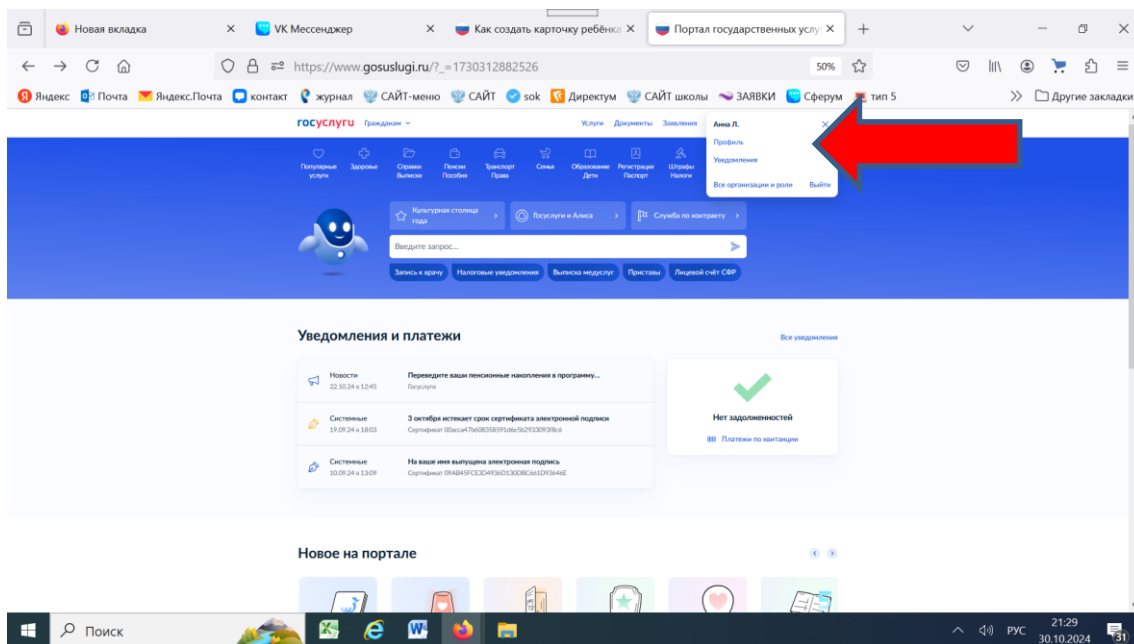 Новая вкладка
VK Мессенджер
Как создать карточку ребёнка
Портал государственных услуг
https://www.gosuslugi.ru/?_=1730312882526
50%
Яндекс Почта Яндекс.Почта контакт журнал САЙТ-меню САЙТ sok Директум САЙТ школы ЗАЯВКИ Сферум тип 5 Другие закладки
госуслуги Гражданам Услуги Документы Заявления Анна Л.
Профиль
Уведомления
Все организации и роли Выйти
Популярные услуги
Здоровье
Справки Выписки
Пенсии Пособия
Транспорт Права
Семья
Образование Дети
Регистрация Паспорт
Штрафы Налоги
Культурная столица года
Госуслуги и Алиса
Служба по контракту
Введите запрос...
Запись к врачу Налоговые уведомления Выписка медуслуг Приставы Лицевой счёт СФР
Уведомления и платежи
Все уведомления
Новости
22.10.24 в 12:45
Переведите ваши пенсионные накопления в программу...
Госуслуги
Системные
19.09.24 в 18:03
3 октября истекает срок сертификата электронной подписи
Сертификат
Системные
10.09.24 в 13:09
На ваше имя выпущена электронная подпись
Сертификат
Нет задолженностей
Платежи по квитанции
Новое на портале
Поиск
РУС
21:29
30.10.2024
31